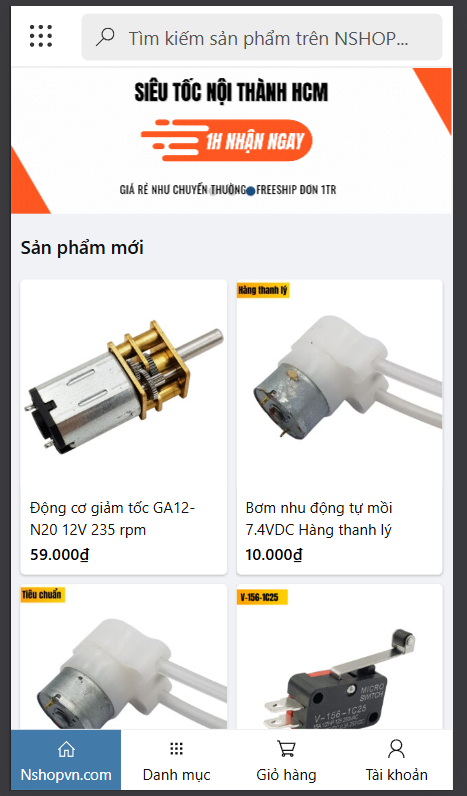 Tìm kiếm sản phẩm trên NSHOP...
SIÊU TỐC NỘI THÀNH HCM
1H NHẬN NGAY
GIÁ RẺ NHƯ CHUYỂN THƯỜNG FREESHIP ĐƠN 1TR
Sản phẩm mới
Động cơ giảm tốc GA12-
N20 12V 235 rpm
59.000₫
Hàng thanh lý
Bơm nhu động tự mồi
7.4VDC Hàng thanh lý
10.000₫
Tiêu chuẩn
V-156-1C25
MICRO
SWITCH
V-156-1C25
Nshopvn.com
Danh mục
Giỏ hàng
Tài khoản